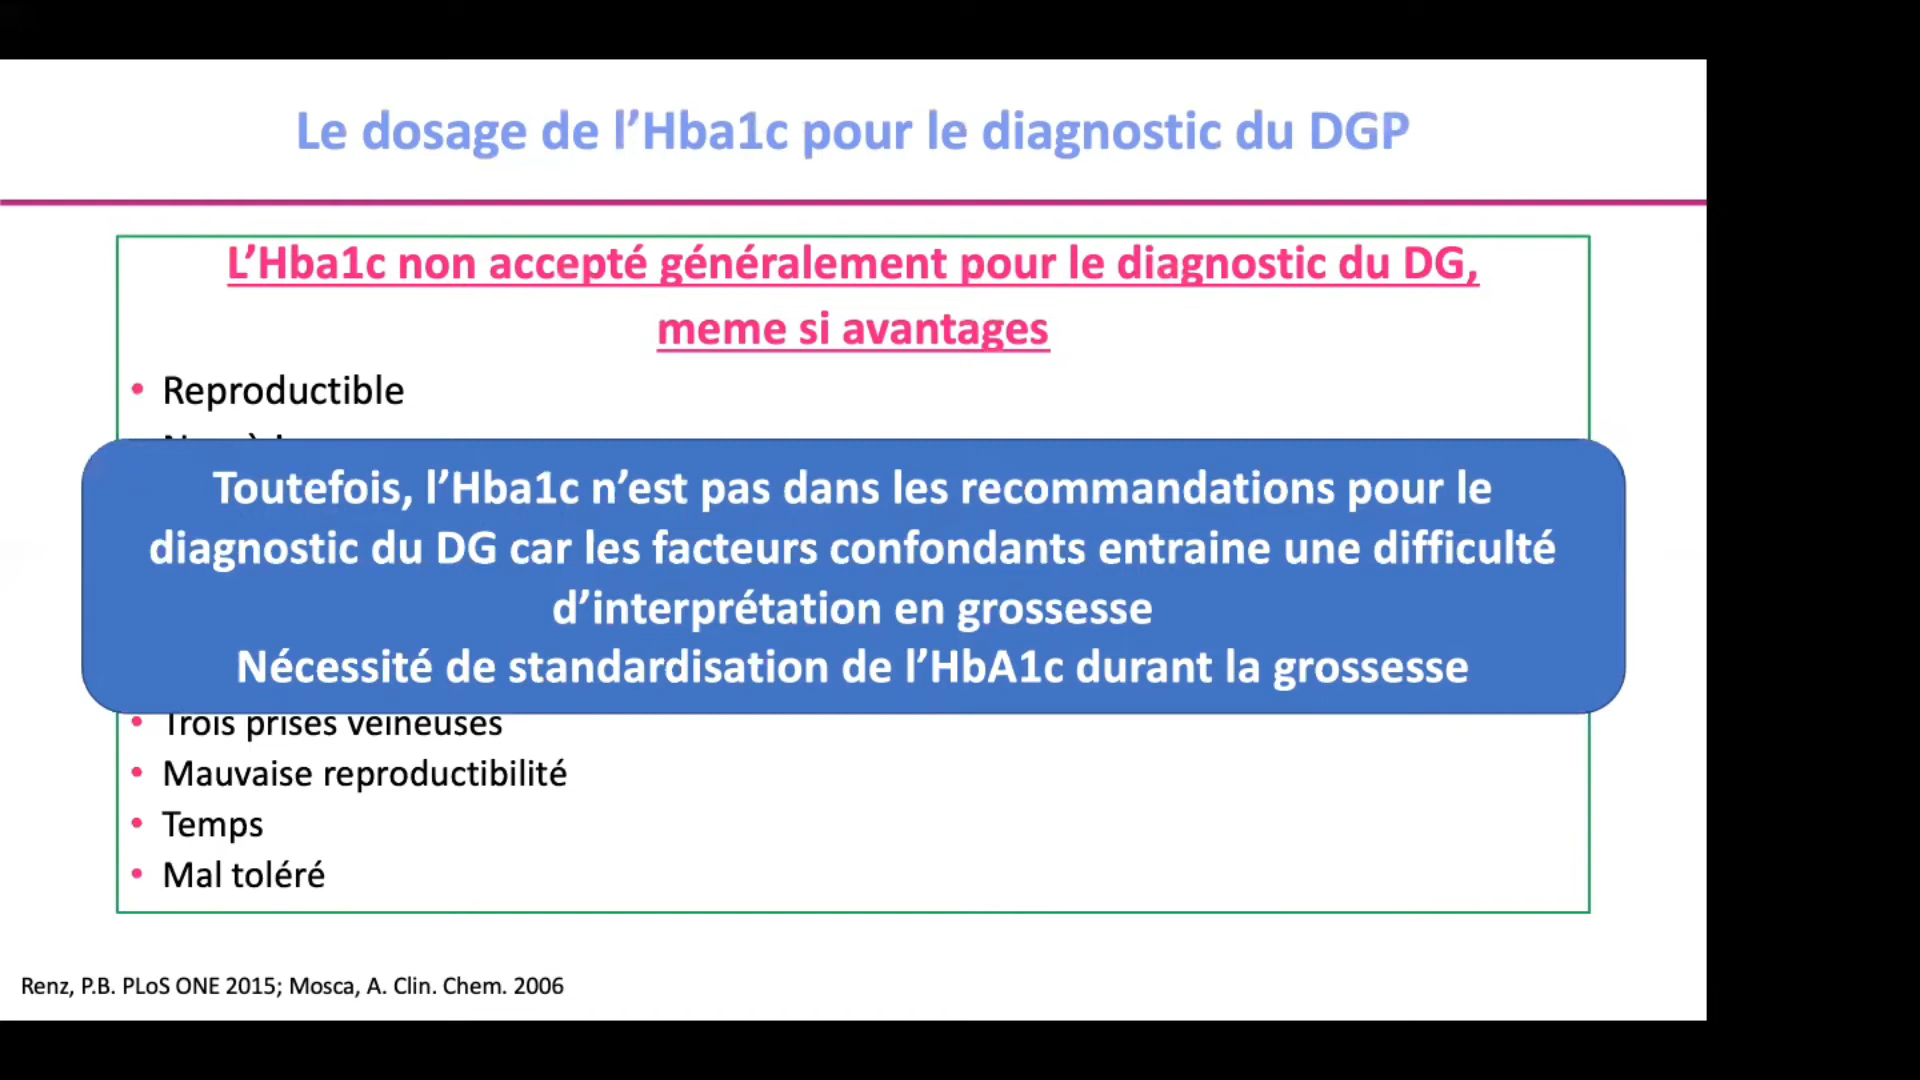 Le dosage de l’Hba1c pour le diagnostic du DGP
L’Hba1c non accepté généralement pour le diagnostic du DG,
meme si avantages
• Reproductible
Toutefois, l’Hba1c n’est pas dans les recommandations pour le
diagnostic du DG car les facteurs confondants entraine une difficulté
d’interprétation en grossesse
Nécessité de standardisation de l’HbA1c durant la grossesse
• Trois prises veineuses
• Mauvaise reproductibilité
• Temps
• Mal toléré
Renz, P.B. PLoS ONE 2015; Mosca, A. Clin. Chem. 2006